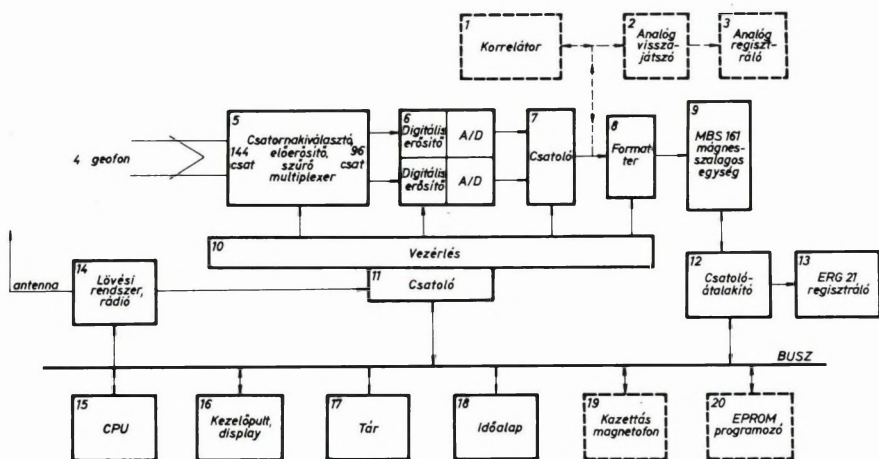 1
Korrelátor
2
Analóg
visszajátszó
3
Analóg
regisztráló
4 geofon
5
Csatornakiválasztó,
144 csat
előerősítő,
szűrő
multiplexer
96 csat
6
Digitális
erősítő
A/D
Digitális
erősítő
A/D
7
Csatoló
8
Format-
ter
9
MBS 161
mágnes-
szalagos
egység
10
Vezérlés
11
Csatoló
12
Csatoló-
átalakító
13
ERG 21
regisztráló
antenna
14
Lövési
rendszer,
rádió
BUSZ
15
CPU
16
Kezelőpult,
display
17
Tár
18
Időalap
19
Kazettás
magnetofon
20
EPROM
programozó